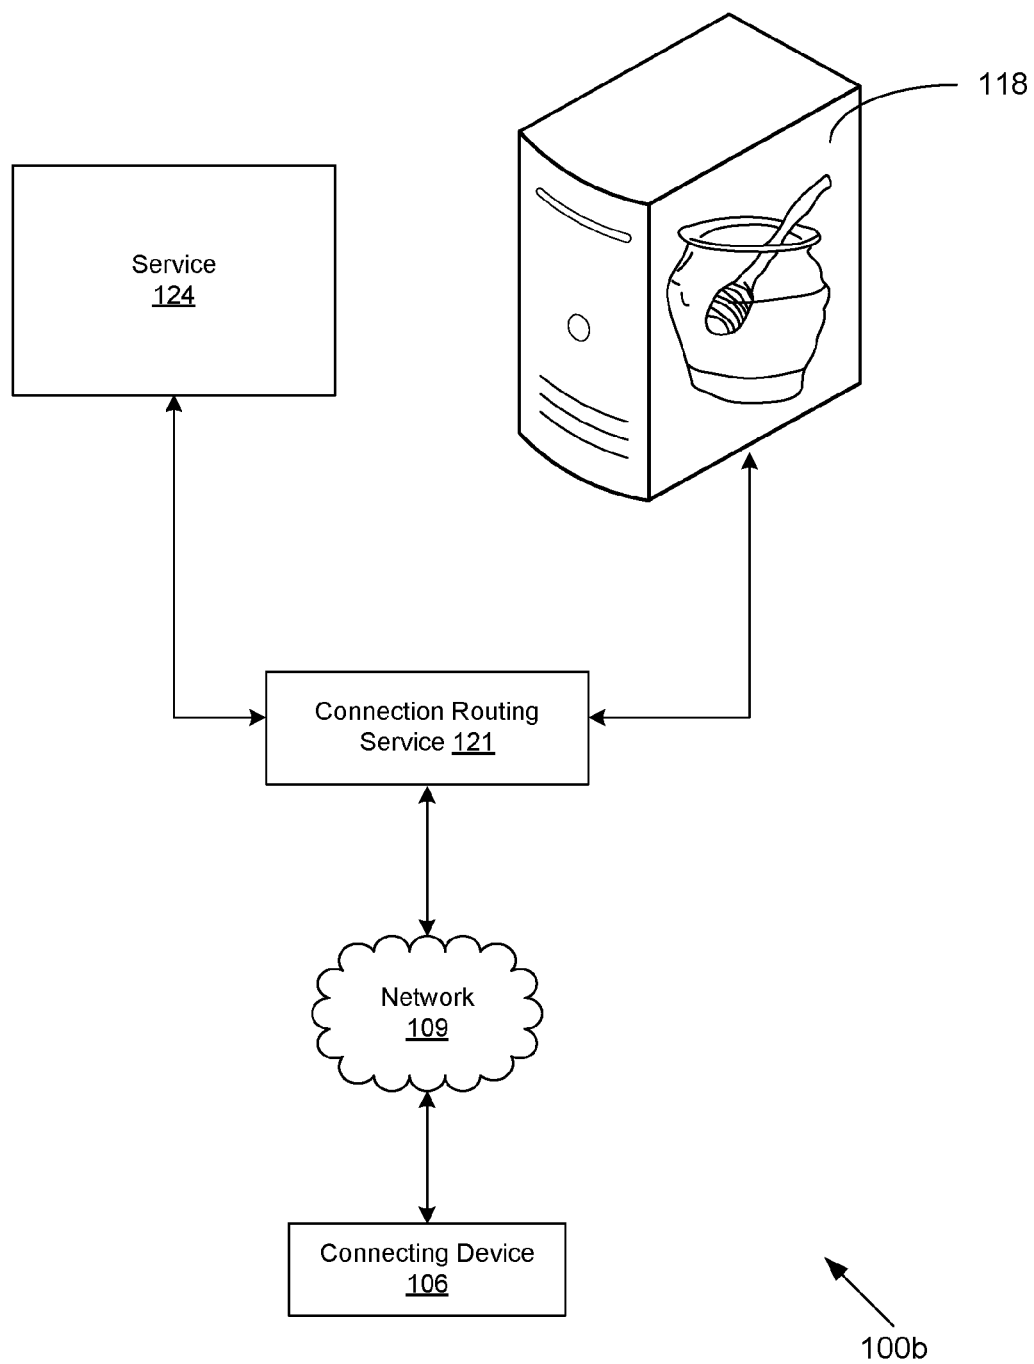 118
Service
124
Connection Routing
Service 121
Network
109
Connecting Device
106
100b